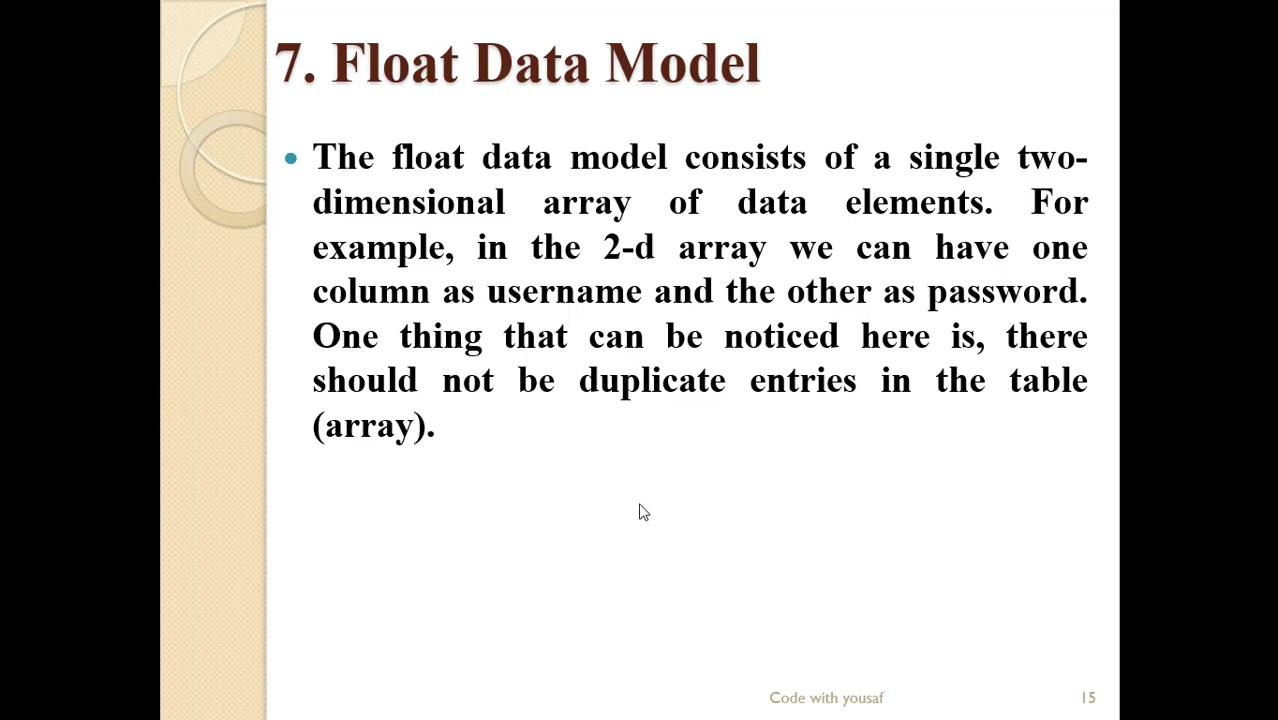 7. Float Data Model
The float data model consists of a single two-
dimensional array of data elements. For
example, in the 2-d array we can have one
column as username and the other as password.
One thing that can be noticed here is, there
should not be duplicate entries in the table
(array).
Code with yousaf 15